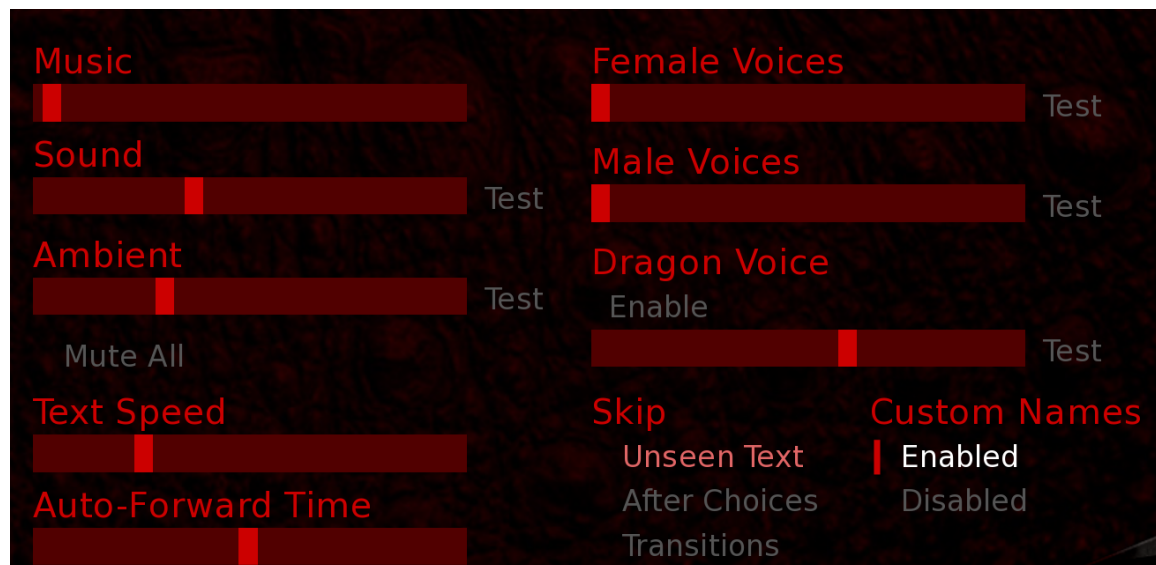 Music
Sound
Test
Ambient
Test
Mute All
Text Speed
Auto-Forward Time
Female Voices
Test
Male Voices
Test
Dragon Voice
Enable
Test
Skip
Unseen Text
After Choices
Transitions
Custom Names
Enabled
Disabled